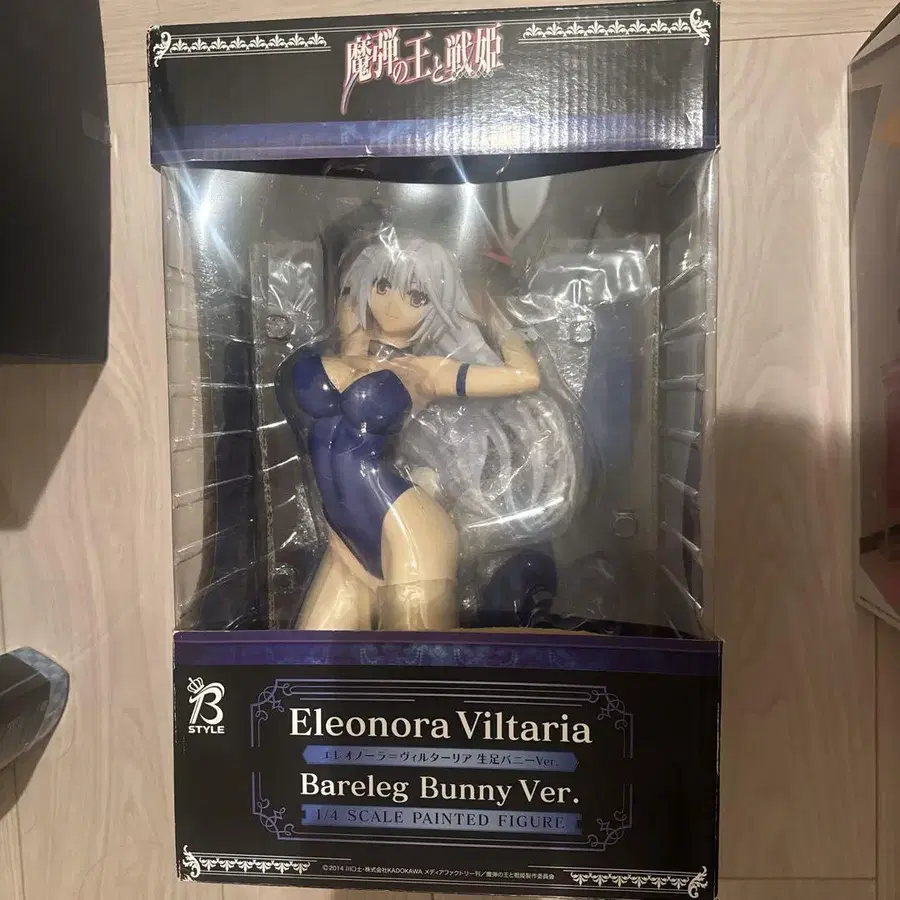 魔弾の王と戦姫
B
STYLE
Eleonora Viltaria
エレオノーラ=ヴィルターリア 生足バニーVer.
Bareleg Bunny Ver.
1/4 SCALE PAINTED FIGURE
©2014 川口士・株式会社KADOKAWA メディアファクトリー刊／魔弾の王と戦姫製作委員会